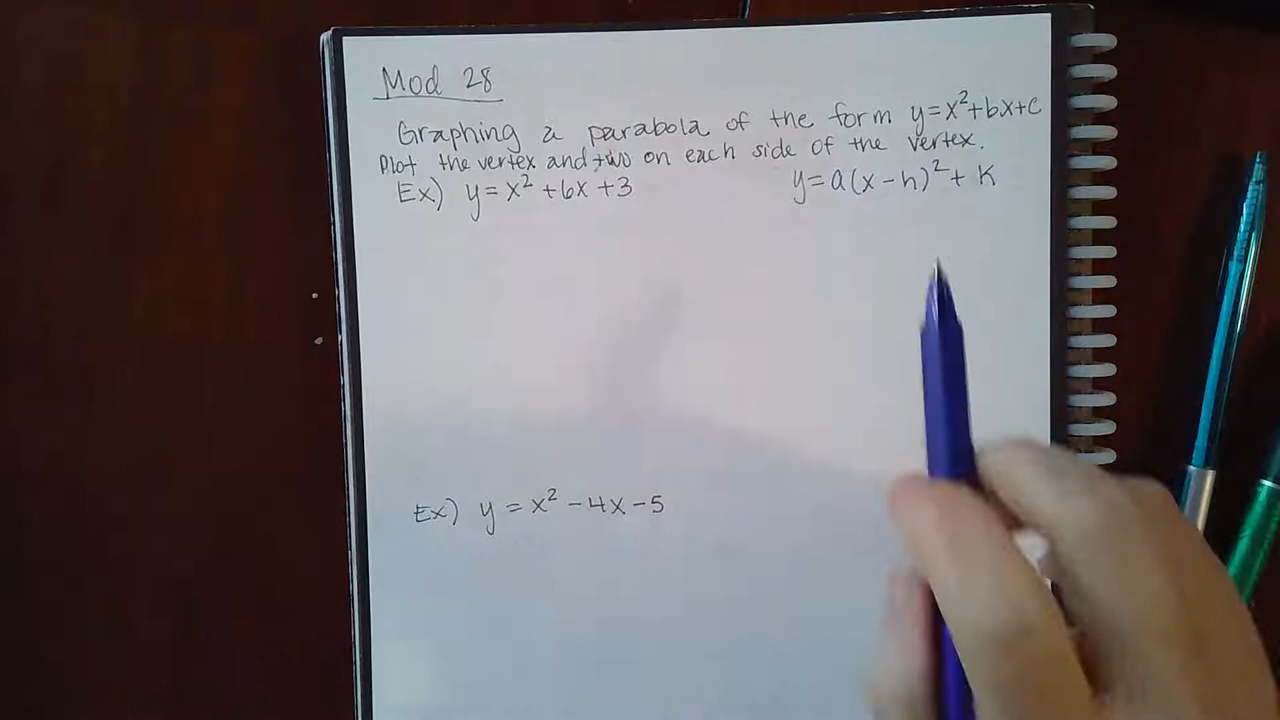 Mod 28
Graphing a parabola of the form y=x²+bx+c
Plot the vertex and two on each side of the vertex.
Ex) y=x²+6x+3
y=a(x-h)²+k
Ex) y=x²-4x-5